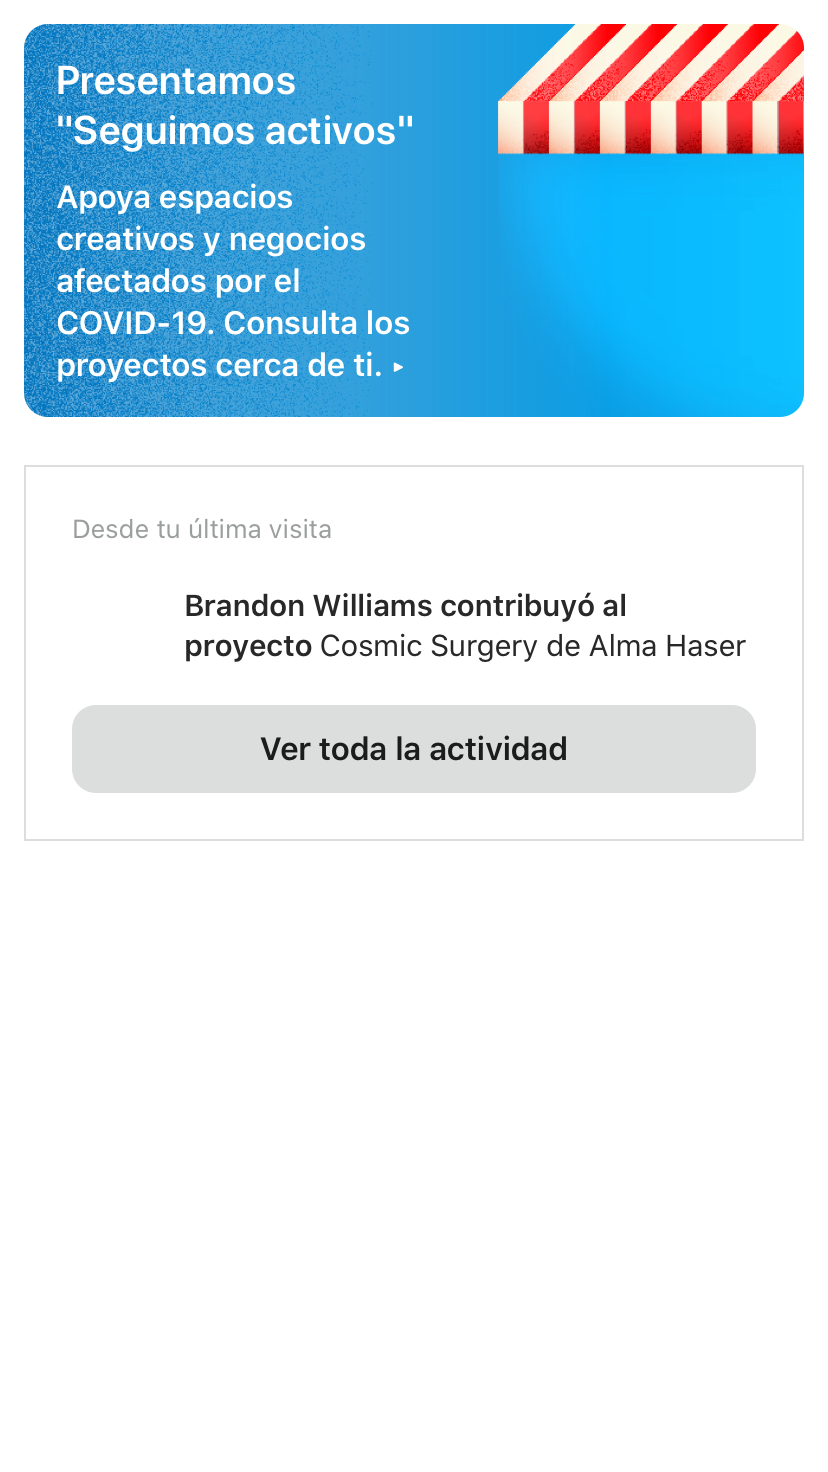 Presentamos
"Seguimos activos"
Apoya espacios
creativos y negocios
afectados por el
COVID-19. Consulta los
proyectos cerca de ti. ▸
Desde tu última visita
Brandon Williams contribuyó al
proyecto Cosmic Surgery de Alma Haser
Ver toda la actividad